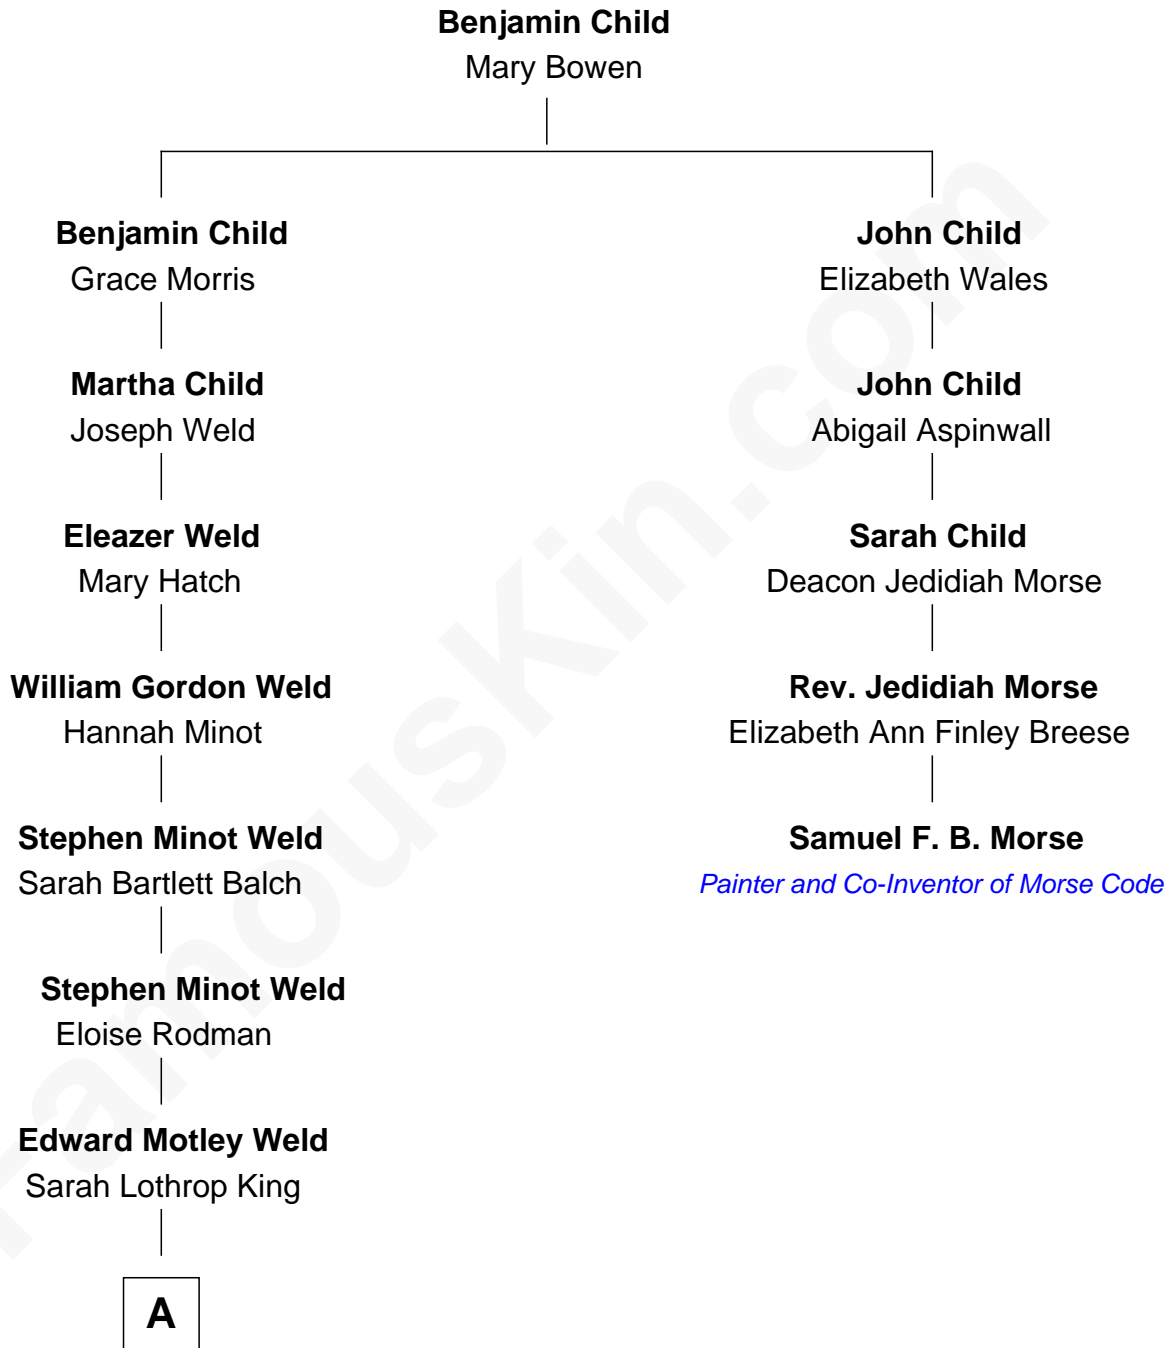 Benjamin Child
Mary Bowen
Benjamin Child
Grace Morris
John Child
Elizabeth Wales
Martha Child
Joseph Weld
John Child
Abigail Aspinwall
Eleazer Weld
Mary Hatch
Sarah Child
Deacon Jedidiah Morse
William Gordon Weld
Hannah Minot
Rev. Jedidiah Morse
Elizabeth Ann Finley Breese
Stephen Minot Weld
Sarah Bartlett Balch
Samuel F. B. Morse
Painter and Co-Inventor of Morse Code
Stephen Minot Weld
Eloise Rodman
Edward Motley Weld
Sarah Lothrop King
A
FamousKin.com